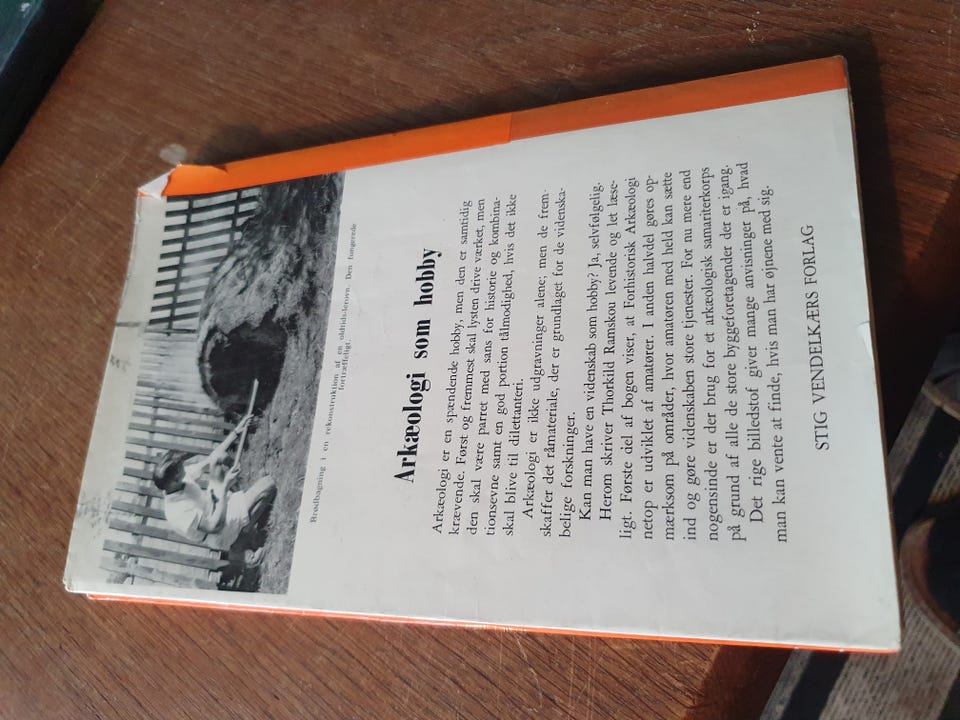 Brødbagning i en rekonstruktion af en oldtids-lerovn. Den fungerede
fortræffeligt.
Arkæologi som hobby
Arkæologi er en spændende hobby, men den er samtidig
krævende. Først og fremmest skal lysten drive værket, men
den skal være parret med sans for historie og kombina-
tionsevne samt en god portion tålmodighed, hvis det ikke
skal blive til dilettanteri.
Arkæologi er ikke udgravninger alene; men de frem-
skaffer det råmateriale, der er grundlaget for de videnska-
belige forskninger.
Kan man have en videnskab som hobby? Ja, selvfølgelig.
Herom skriver Thorkild Ramskou levende og let læse-
ligt. Første del af bogen viser, at Forhistorisk Arkæologi
netop er udviklet af amatører. I anden halvdel gøres op-
mærksom på områder, hvor amatøren med held kan sætte
ind og gøre videnskaben store tjenester. For nu mere end
nogensinde er der brug for et arkæologisk samariterkorps
på grund af alle de store byggeforetagender der er igang.
Det rige billedstof giver mange anvisninger på, hvad
man kan vente at finde, hvis man har øjnene med sig.
STIG VENDELKÆRS FORLAG